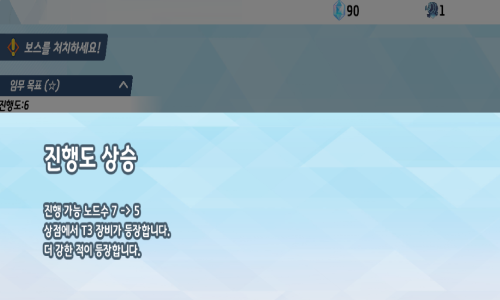 90
1
보스를 처치하세요!
임무 목표 (☆)
진행도:6
진행도 상승
진행 가능 노드수 7 -> 5
상점에서 T3 장비가 등장합니다.
더 강한 적이 등장합니다.